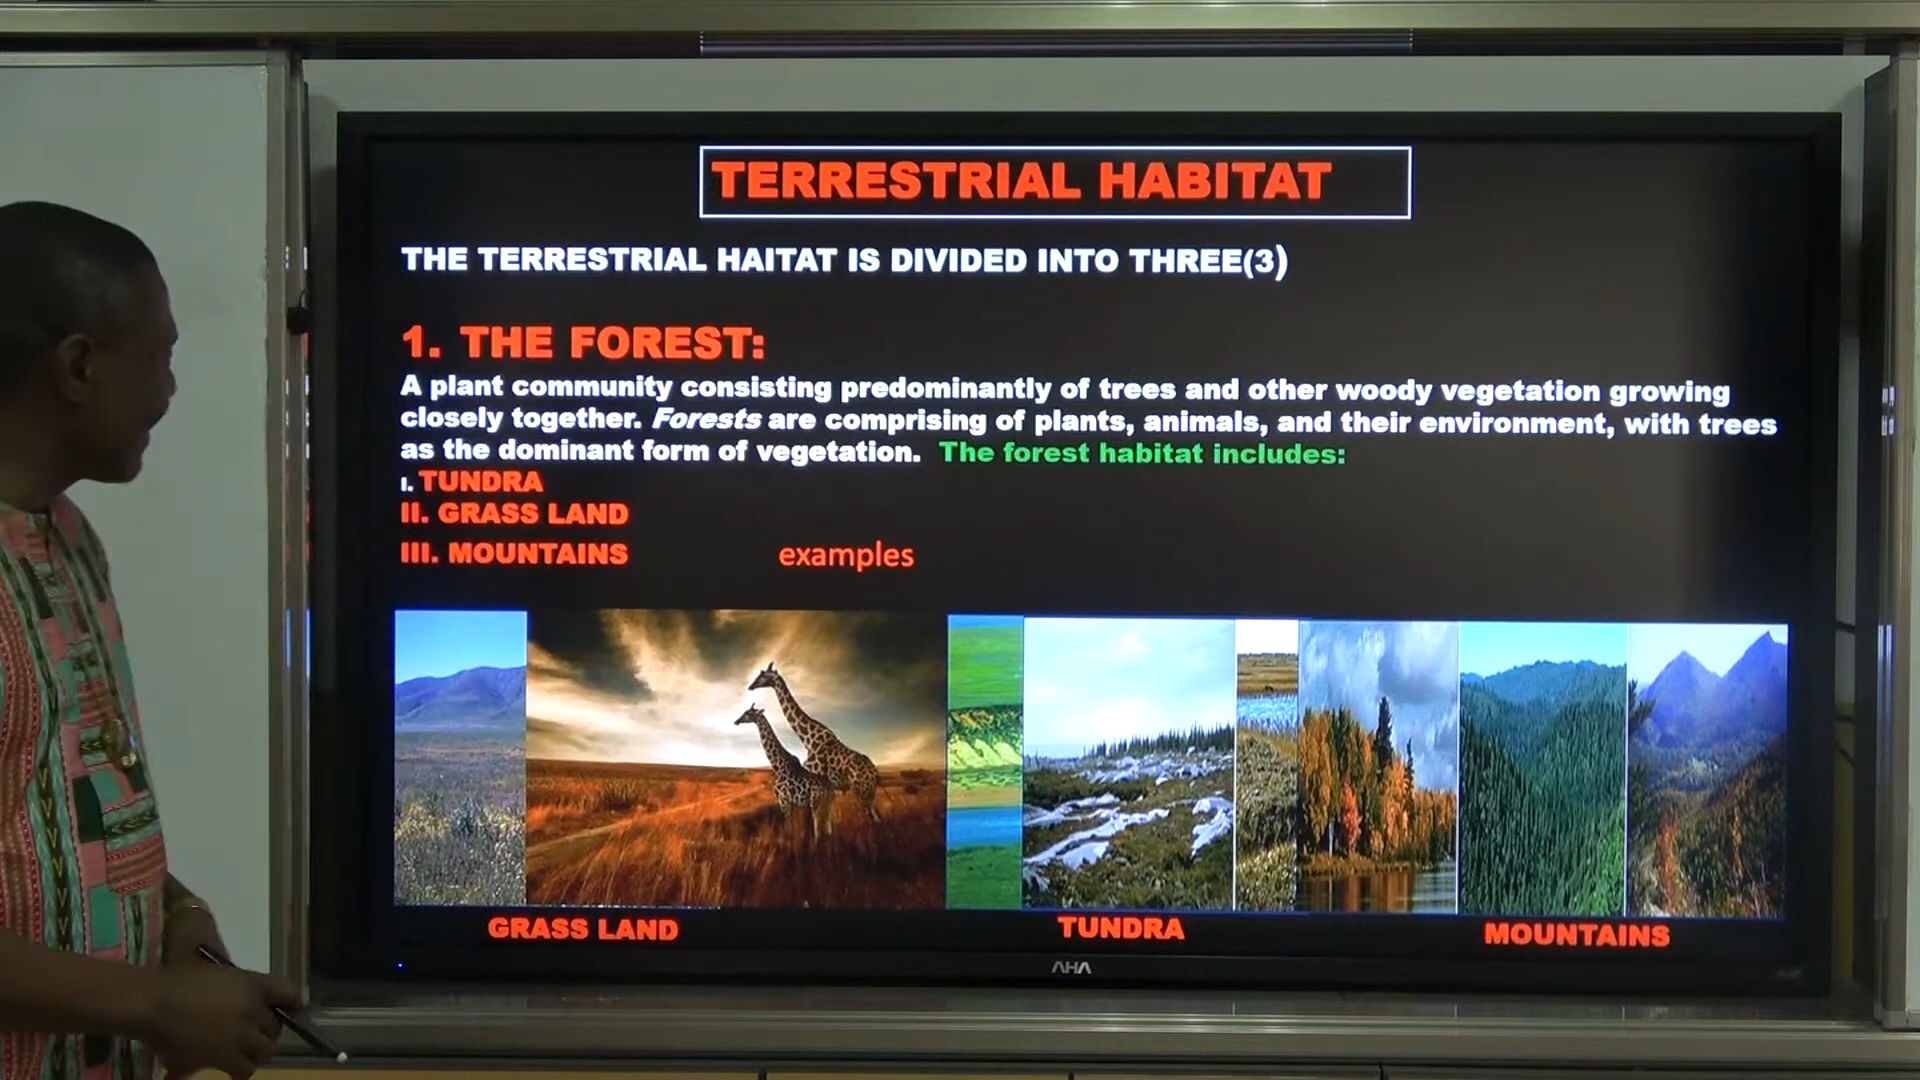 TERRESTRIAL HABITAT
THE TERRESTRIAL HAITAT IS DIVIDED INTO THREE(3)
1. THE FOREST:
A plant community consisting predominantly of trees and other woody vegetation growing
closely together. Forests are comprising of plants, animals, and their environment, with trees
as the dominant form of vegetation. The forest habitat includes:
I. TUNDRA
II. GRASS LAND
III. MOUNTAINS examples
GRASS LAND TUNDRA MOUNTAINS
AHA